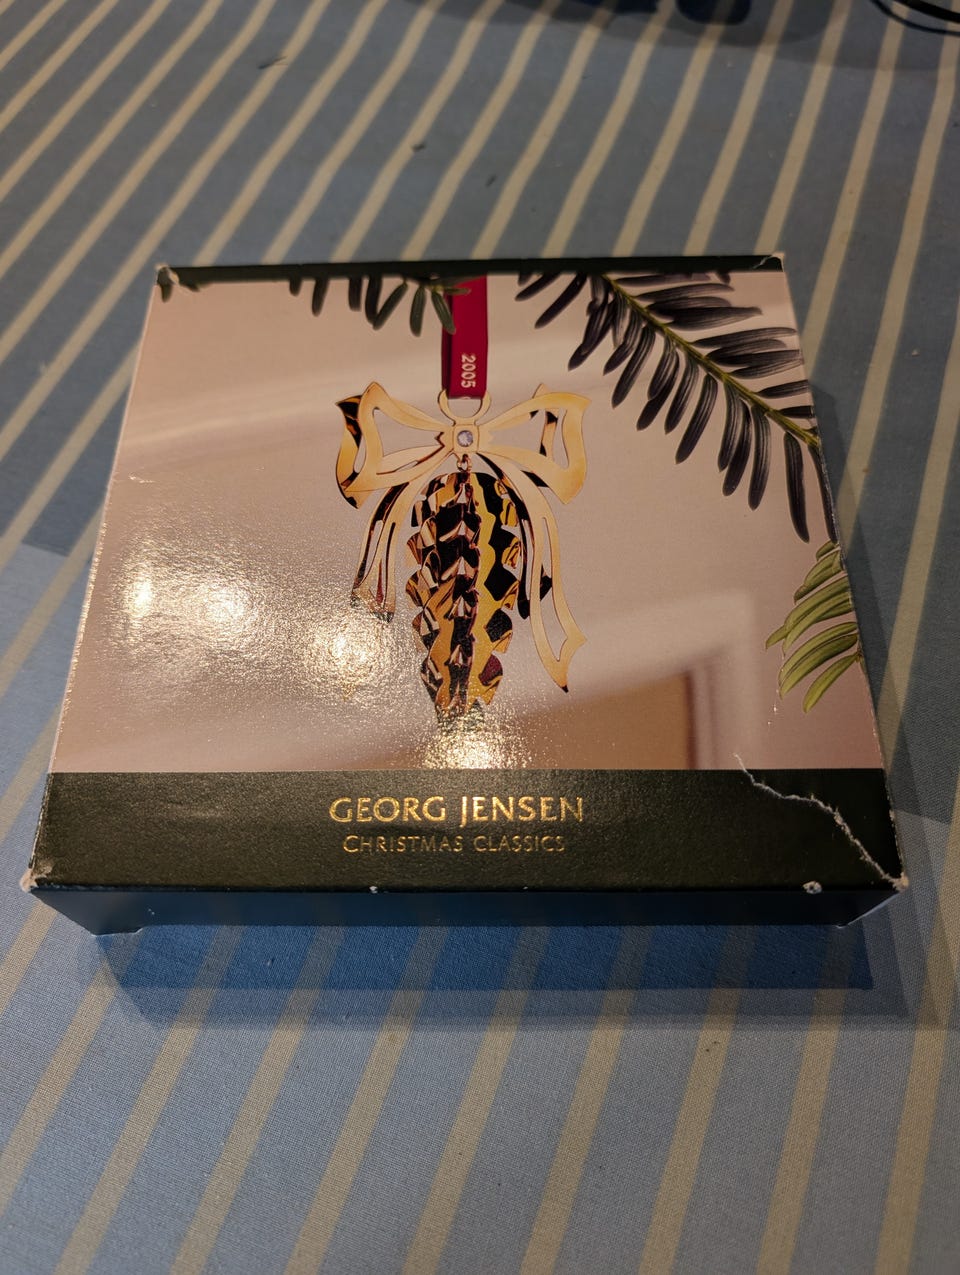 2005
GEORG JENSEN
CHRISTMAS CLASSICS